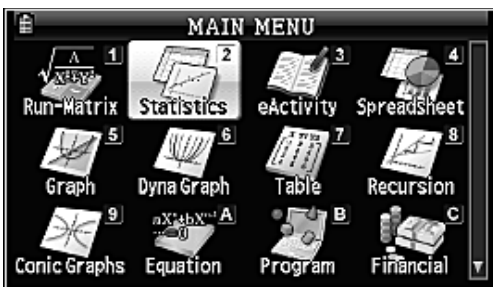 MAIN MENU
1 2 3 4
Run-Matrix Statistics eActivity Spreadsheet
5 6 7 8
Graph Dyna Graph Table Recursion
9 A B C
Conic Graphs Equation Program Financial